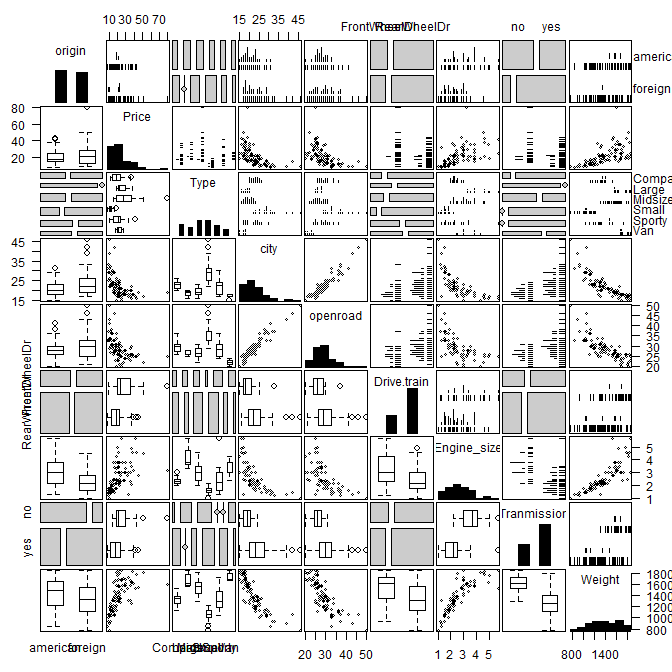 10 30 50 70
15 25 35 45
no yes
origin
american
foreign
80
60
40
20
Price
Type
Large
Midsize
Small
Sporty
Van
45
35
25
15
city
openroad
50
45
40
35
30
25
20
Drive.train
Engine_size
5
4
3
2
1
no
yes
Tranmission
Weight
1800
1600
1400
1200
1000
800
american foreign
20 30 40 50
1 2 3 4 5
800 1400